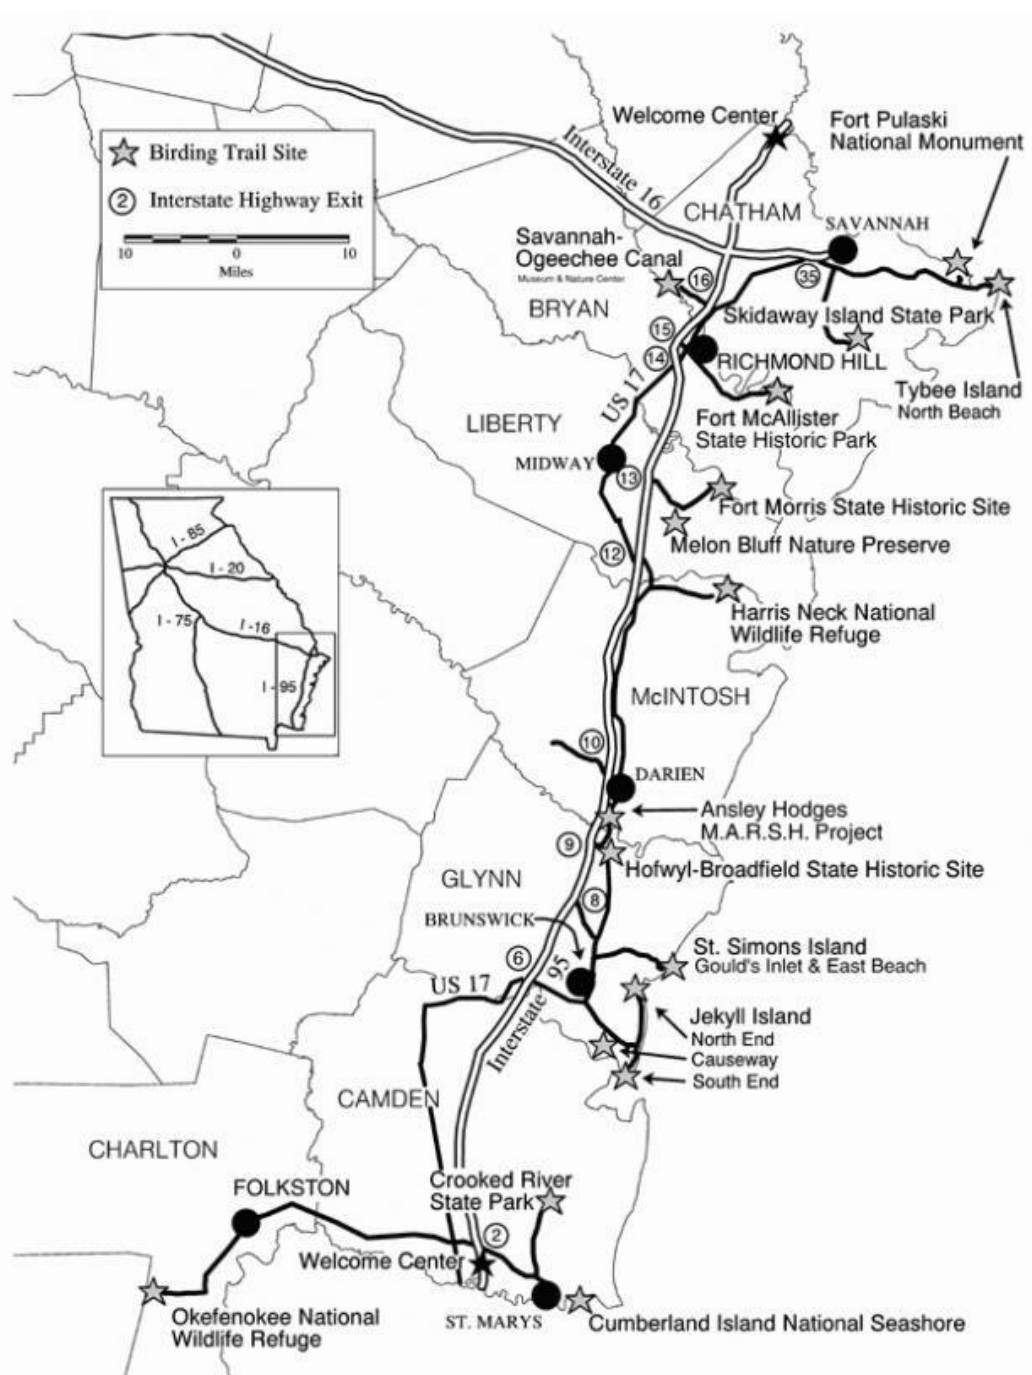 Welcome Center
Fort Pulaski
National Monument
Birding Trail Site
2 Interstate Highway Exit
10 0 10
Miles
Interstate 16
CHATHAM
SAVANNAH
Savannah-
Ogeechee Canal
Museum & Nature Center
16
35
BRYAN
Skidaway Island State Park
15
14
RICHMOND HILL
US 17
Tybee Island
North Beach
Fort McAllister
State Historic Park
LIBERTY
MIDWAY
13
Fort Morris State Historic Site
Melon Bluff Nature Preserve
12
I - 85
I - 20
I - 75
I -16
I - 95
Harris Neck National
Wildlife Refuge
McINTOSH
10
DARIEN
Ansley Hodges
M.A.R.S.H. Project
9
Hofwyl-Broadfield State Historic Site
GLYNN
8
BRUNSWICK
St. Simons Island
Gould's Inlet & East Beach
6
US 17
Interstate 95
Jekyll Island
North End
Causeway
South End
CAMDEN
CHARLTON
Crooked River
State Park
FOLKSTON
2
Welcome Center
Okefenokee National
Wildlife Refuge
ST. MARYS
Cumberland Island National Seashore